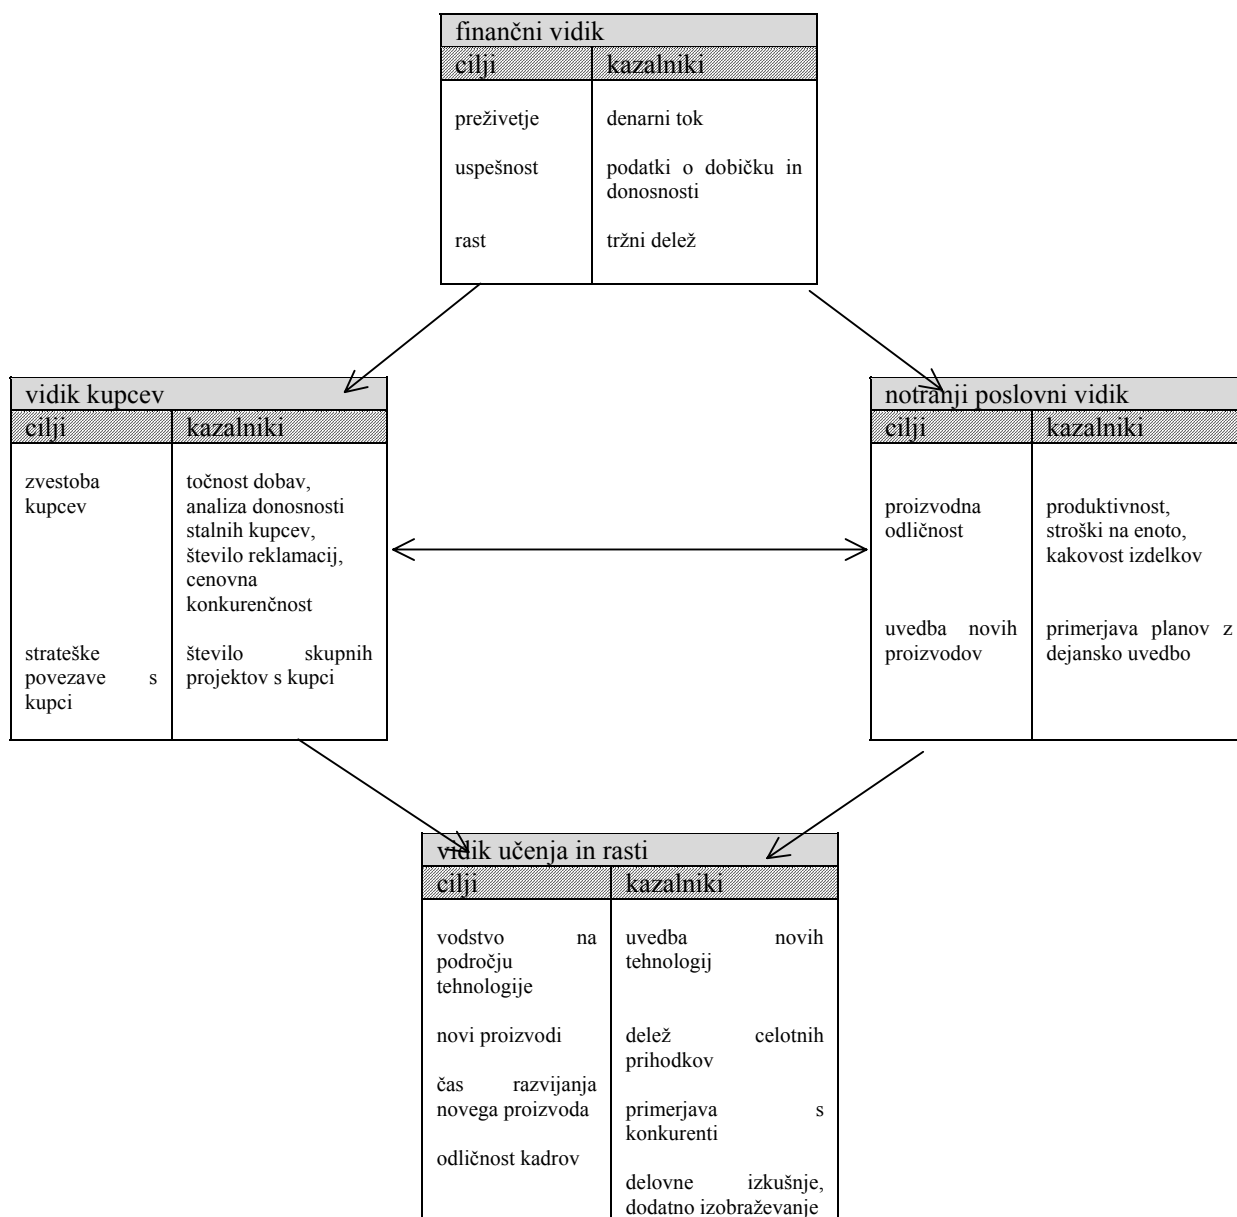 finančni vidik
cilji kazalniki
preživetje denarni tok
uspešnost podatki o dobičku in
donosnosti
rast tržni delež
vidik kupcev
cilji kazalniki
zvestoba točnost dobav,
kupcev analiza donosnosti
stalnih kupcev,
število reklamacij,
cenovna
konkurenčnost
strateške število skupnih
povezave s projektov s kupci
kupci
notranji poslovni vidik
cilji kazalniki
proizvodna produktivnost,
odličnost stroški na enoto,
kakovost izdelkov
uvedba novih primerjava planov z
proizvodov dejansko uvedbo
vidik učenja in rasti
cilji kazalniki
vodstvo na uvedba novih
področju tehnologij
tehnologije
novi proizvodi delež celotnih
prihodkov
čas razvijanja
novega proizvoda primerjava s
konkurenti
odličnost kadrov
delovne izkušnje,
dodatno izobraževanje